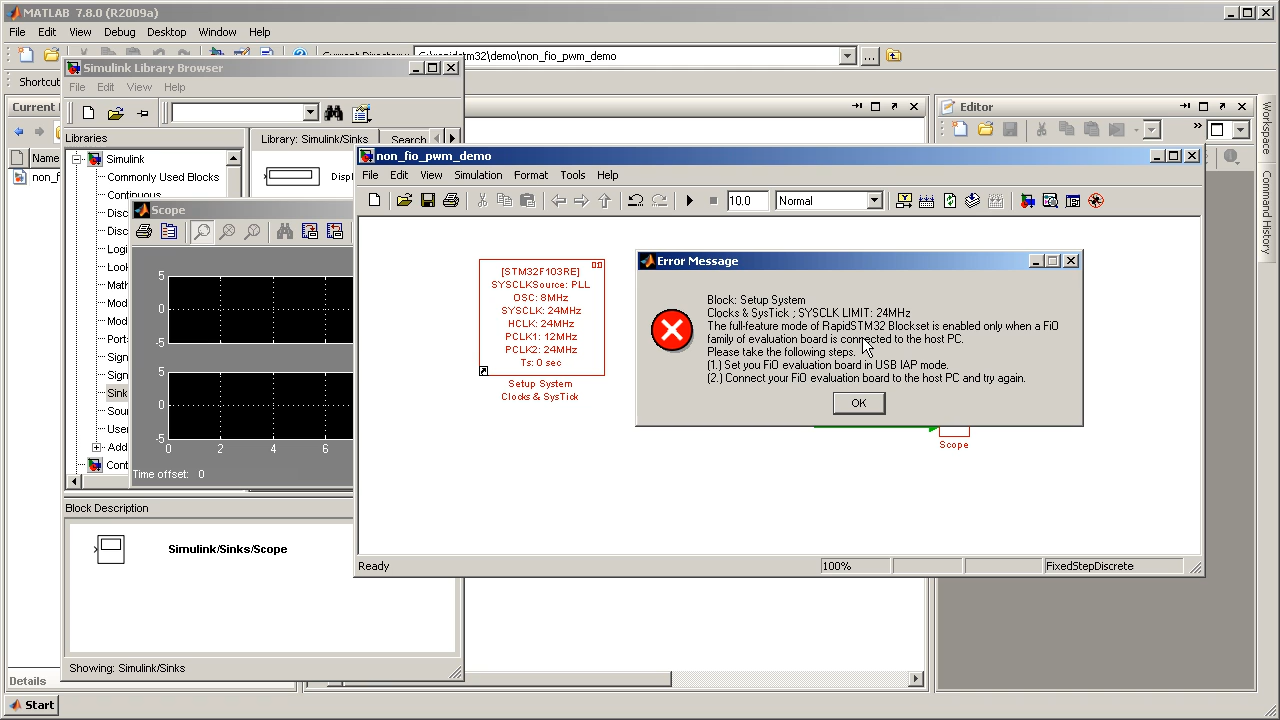 MATLAB 7.8.0 (R2009a)
File Edit View Debug Desktop Window Help
non_fio_pwm_demo
Shortcut
Simulink Library Browser
File Edit View Help
Libraries
Library: Simulink/Sinks
Search
Simulink
Commonly Used Blocks
Continuous
Sink
Current
Name
non_f
Scope
5
0
-5
5
0
-5
0 2 4 6
Time offset: 0
Block Description
Simulink/Sinks/Scope
Showing: Simulink/Sinks
Details
Start
Editor
Workspace
Command History
non_fio_pwm_demo
File Edit View Simulation Format Tools Help
10.0
Normal
[STM32F103RE]
SYSCLKSource: PLL
OSC: 8MHz
SYSCLK: 24MHz
HCLK: 24MHz
PCLK1: 12MHz
PCLK2: 24MHz
Ts: 0 sec
Setup System
Clocks & SysTick
Scope
Ready
100%
FixedStepDiscrete
Error Message
Block: Setup System
Clocks & SysTick ; SYSCLK LIMIT: 24MHz
The full-feature mode of RapidSTM32 Blockset is enabled only when a FiO
family of evaluation board is connected to the host PC.
Please take the following steps.
(1.) Set you FiO evaluation board in USB IAP mode.
(2.) Connect your FiO evaluation board to the host PC and try again.
OK